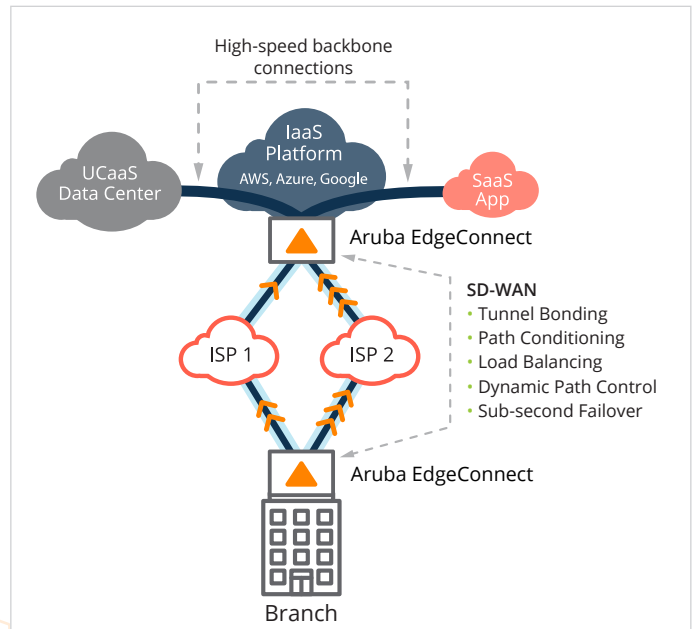 High-speed backbone
connections
IaaS
Platform
AWS, Azure, Google
UCaaS
Data Center
SaaS
App
Aruba EdgeConnect
SD-WAN
• Tunnel Bonding
• Path Conditioning
• Load Balancing
• Dynamic Path Control
• Sub-second Failover
ISP 1
ISP 2
Aruba EdgeConnect
Branch